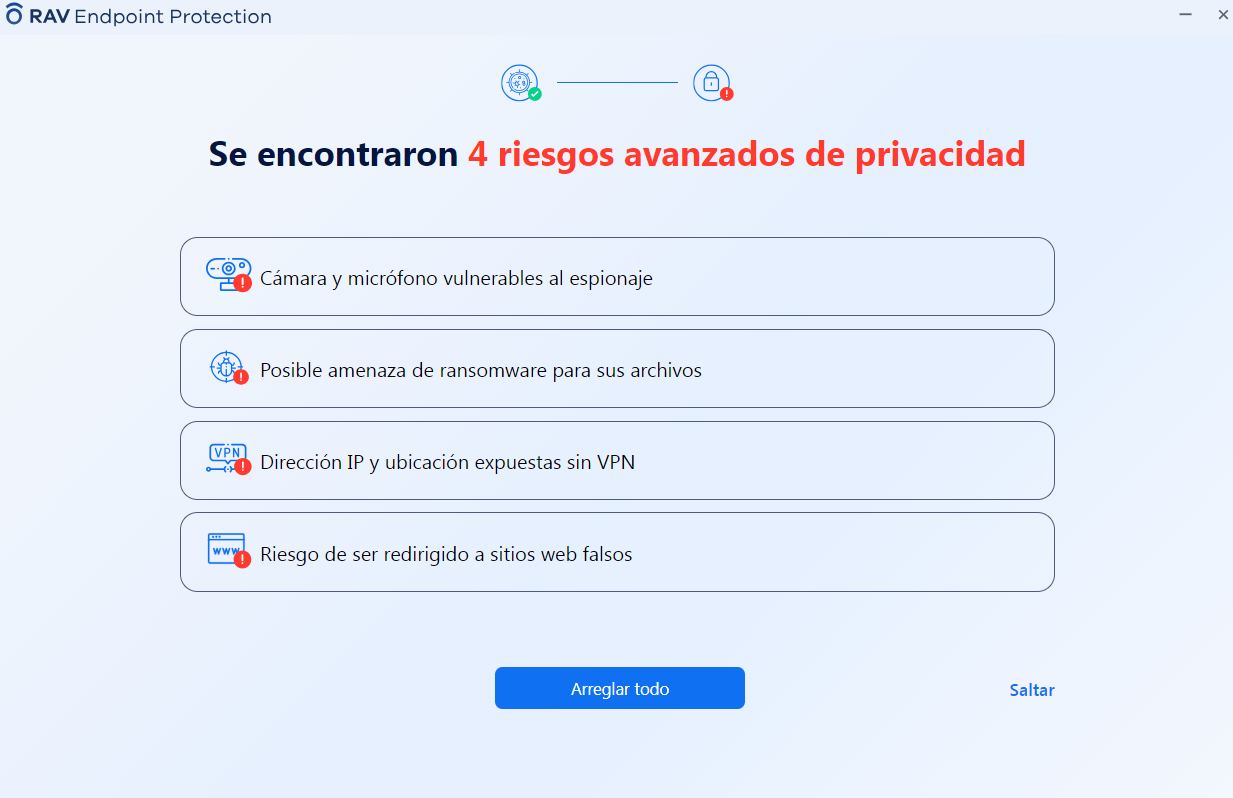 RAV Endpoint Protection
Se encontraron 4 riesgos avanzados de privacidad
Cámara y micrófono vulnerables al espionaje
Posible amenaza de ransomware para sus archivos
VPN
Dirección IP y ubicación expuestas sin VPN
www
Riesgo de ser redirigido a sitios web falsos
Arreglar todo
Saltar